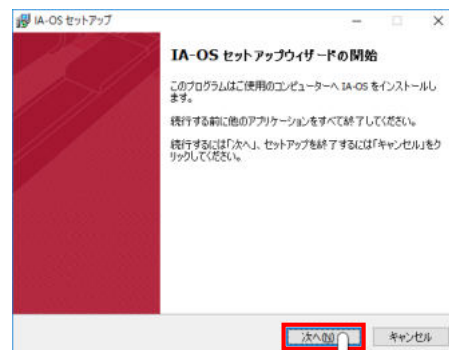 IA-OS セットアップ
IA-OS セットアップウィザードの開始
このプログラムはご使用のコンピューターへ IA-OS をインストールし
ます。
続行する前に他のアプリケーションをすべて終了してください。
続行するには「次へ」、セットアップを終了するには「キャンセル」をク
リックしてください。
次へ(N)
キャンセル